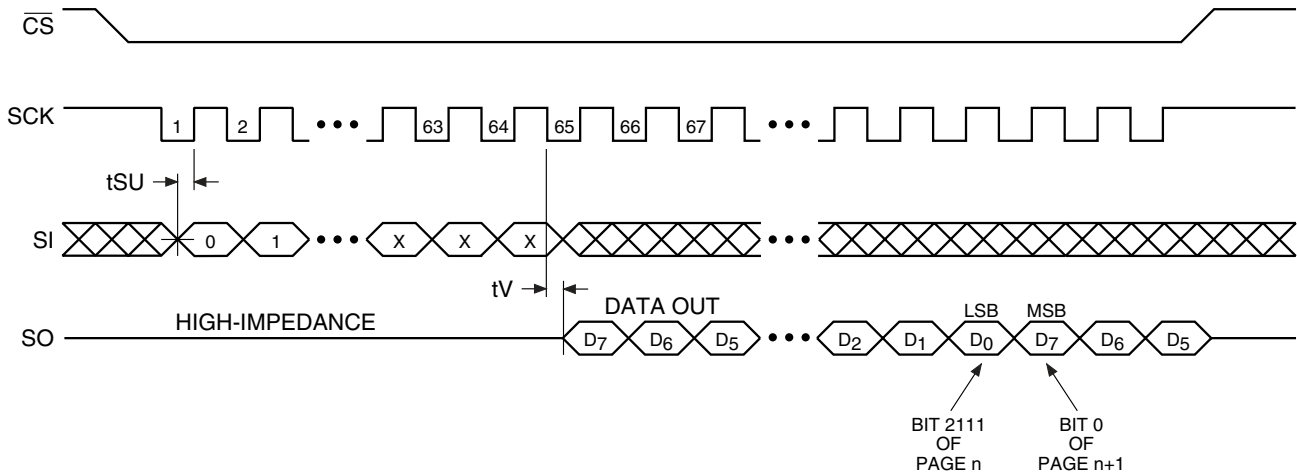 CS
SCK
1 2 ••• 63 64 65 66 67 •••
tSU
SI
0 1 ••• X X X •••
tV
DATA OUT
HIGH-IMPEDANCE
LSB MSB
SO
D7 D6 D5 ••• D2 D1 D0 D7 D6 D5
BIT 2111
OF
PAGE n
BIT 0
OF
PAGE n+1